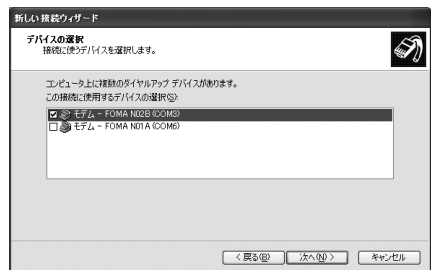 新しい接続ウィザード
デバイスの選択
接続に使うデバイスを選択します。
コンピュータ上に複数のダイヤルアップ デバイスがあります。
この接続に使用するデバイスの選択(S):
モデム - FOMA N02B (COM3)
モデム - FOMA N01A (COM6)
< 戻る(B) 次へ(N) > キャンセル